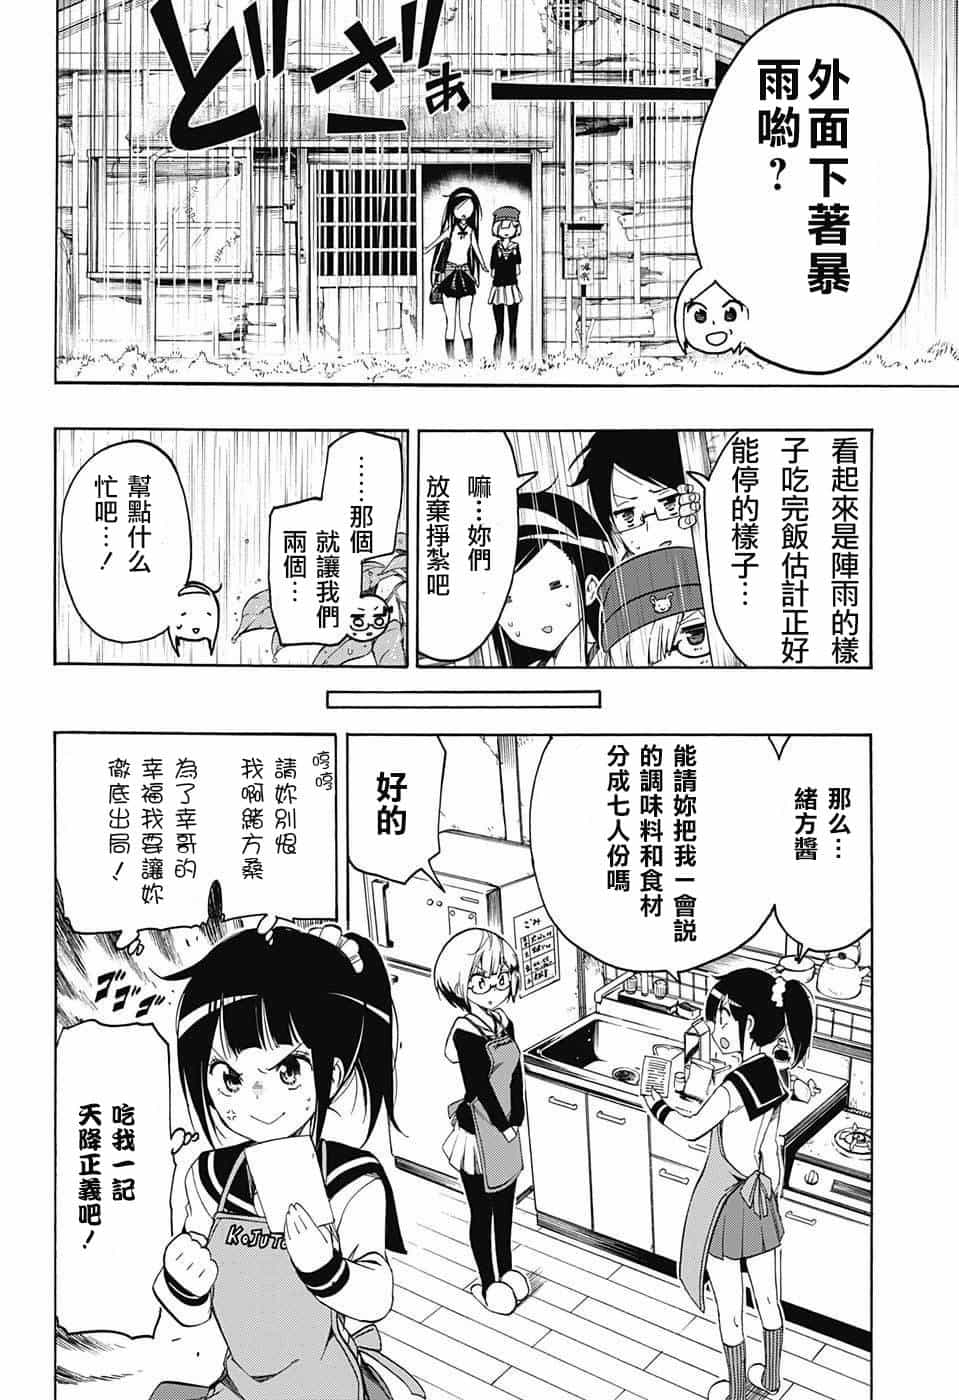 外面下著暴
雨喲？
どざぁー
看起來是陣雨的樣
子吃完飯估計正好
能停的樣子…
嘛…妳們
放棄掙紮吧
……那個
就讓我們
兩個…
幫點什么
忙吧…！
那么…
緒方醬
能請妳把我一會説
的調味料和食材
分成七人份嗎
好的
ごみ
哼哼
請妳別恨
我啊緒方桑
為了幸哥的
幸福我要讓妳
徹底出局！
ゴゴゴ
吃我一記
天降正義吧！
KOJUTO